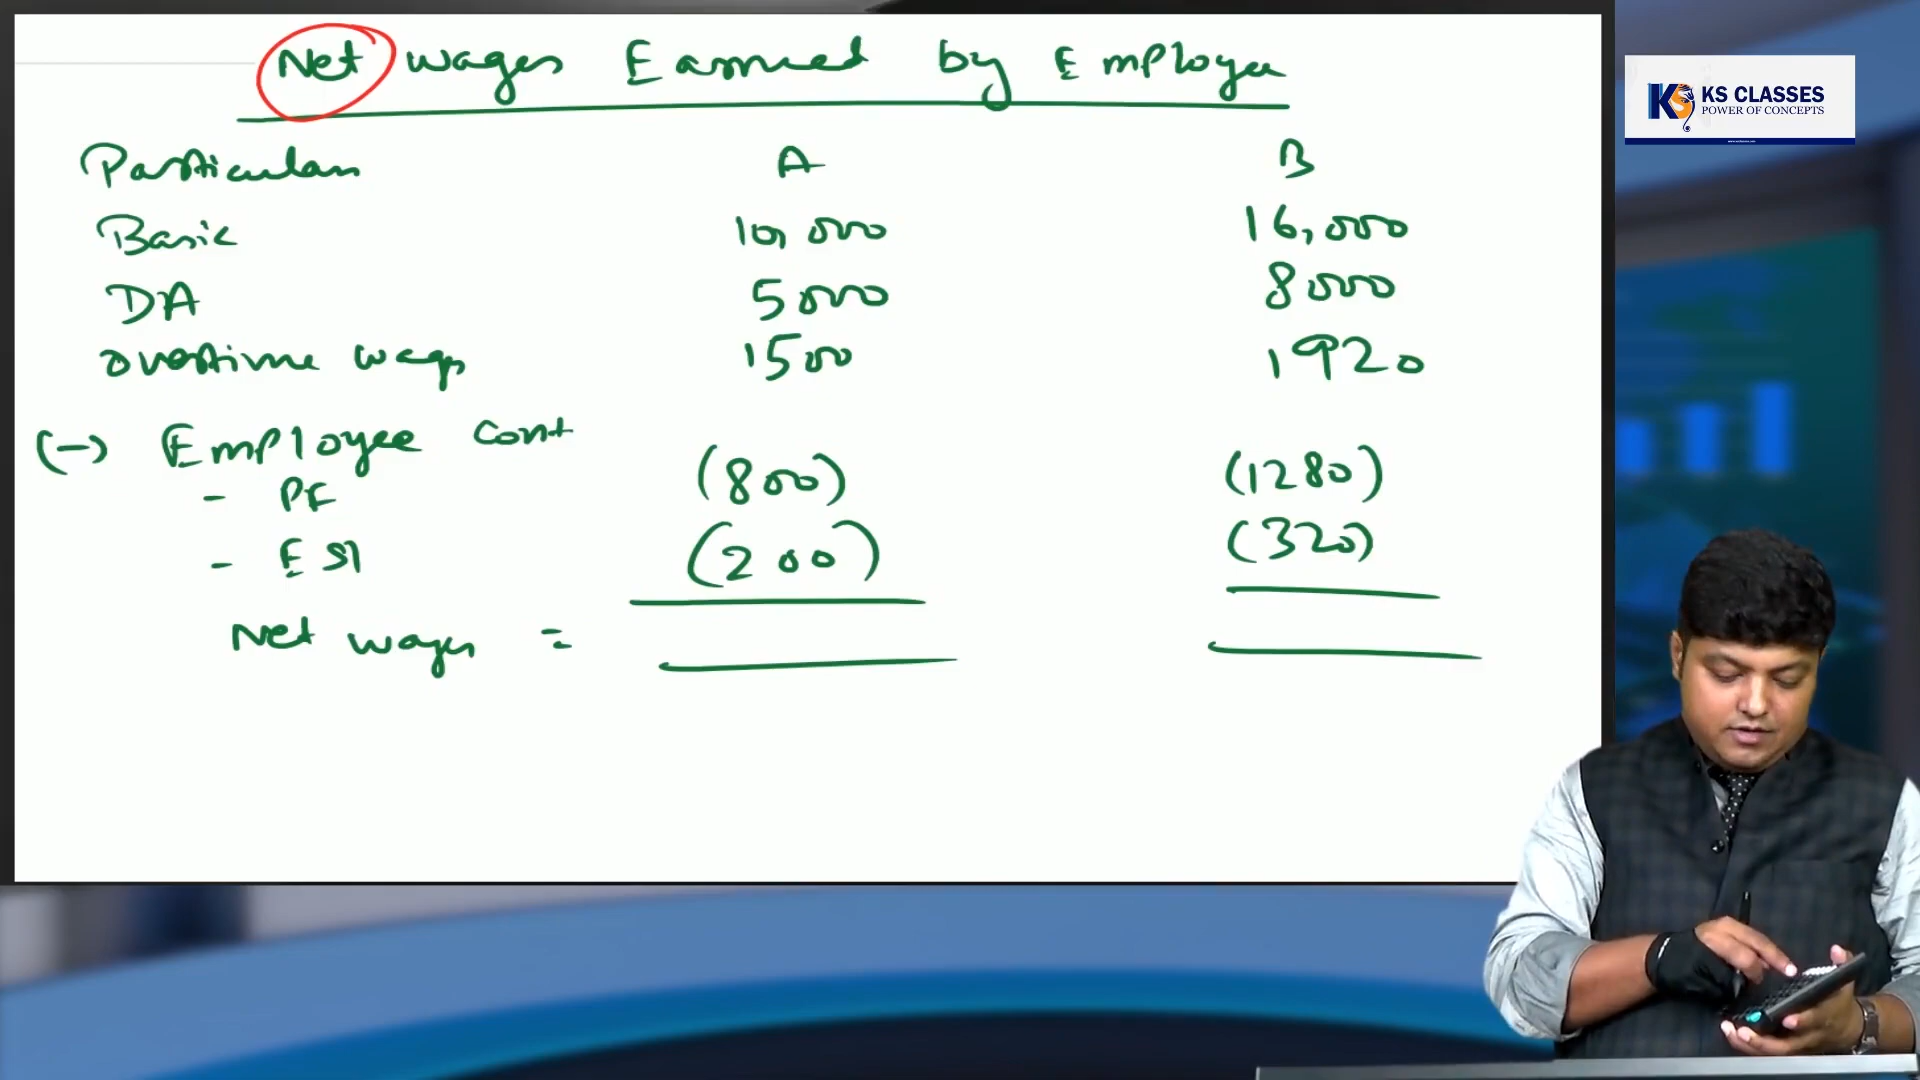 Net wages Earned by Employee
Particulars A B
Basic 10,000 16,000
DA 5000 8000
overtime wages 1500 1920
(-) Employee cont
- PF (800) (1280)
- ESI (200) (320)
Net wages =
KS CLASSES
POWER OF CONCEPTS